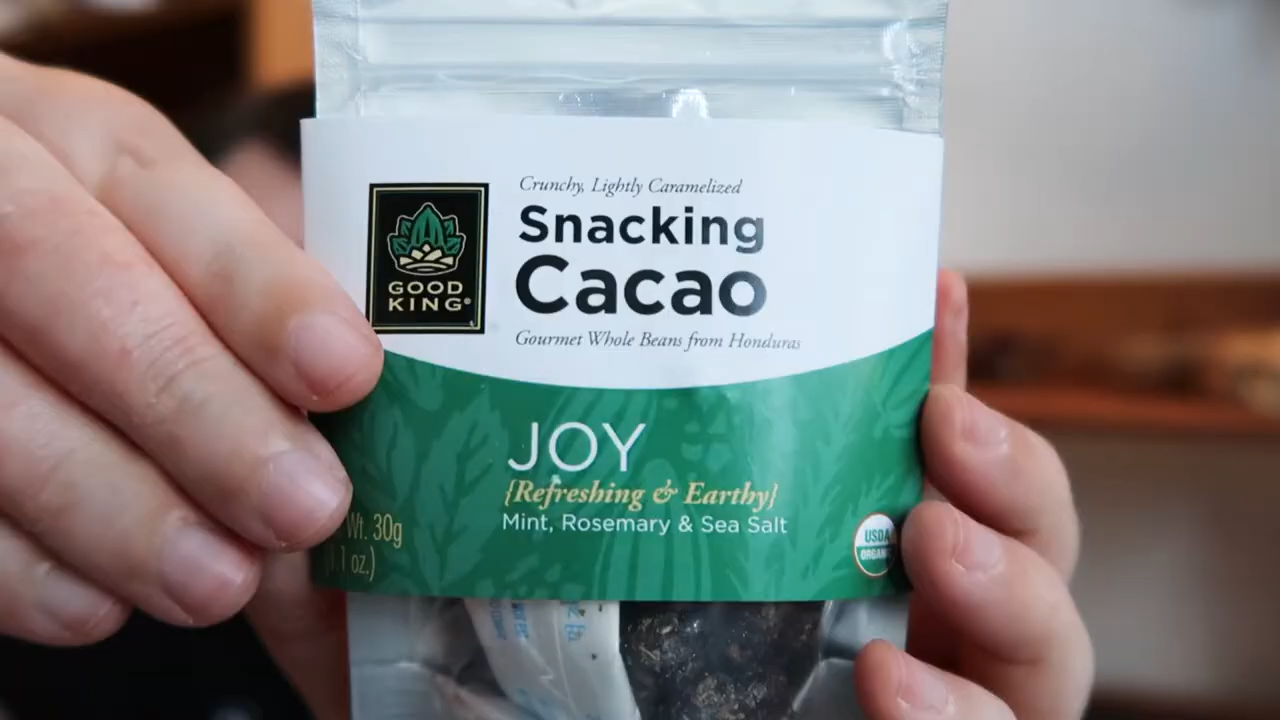 Crunchy, Lightly Caramelized
Snacking
Cacao
Gourmet Whole Beans from Honduras
GOOD
KING®
JOY
{Refreshing & Earthy}
Mint, Rosemary & Sea Salt
Wt. 30g
oz.)
USDA
ORGANIC